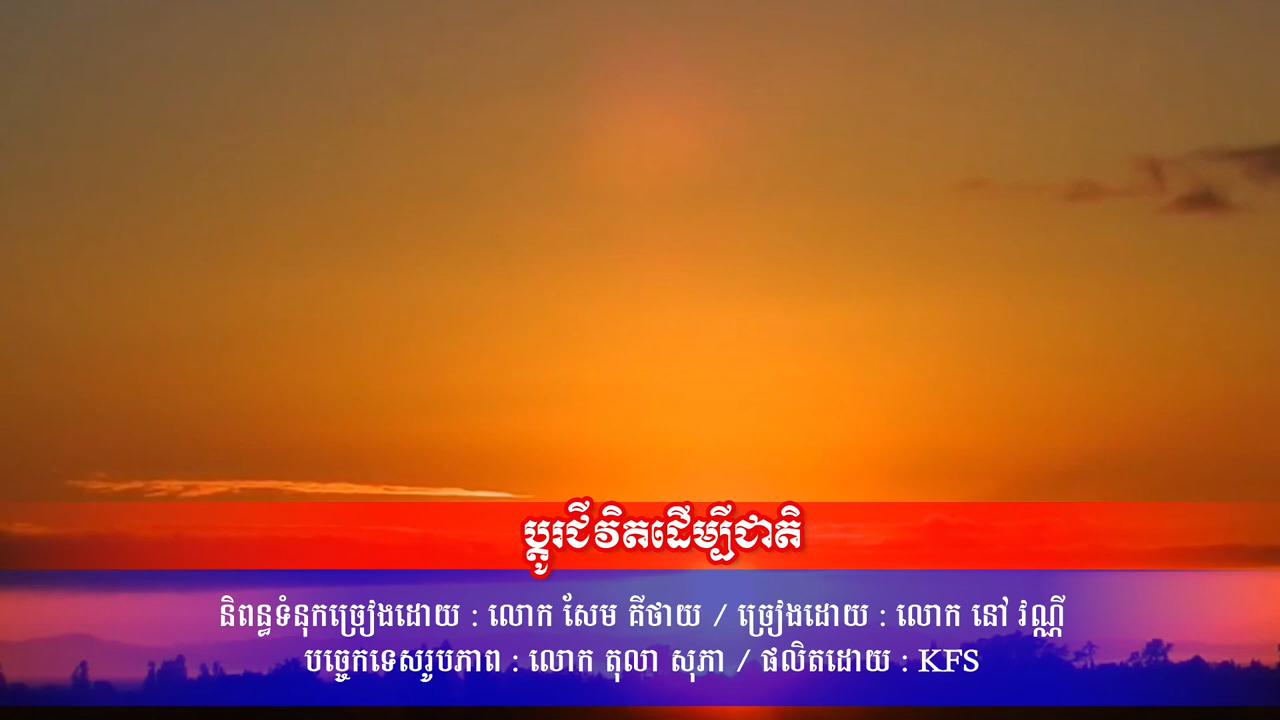 ប្ដូរជីវិតដើម្បីជាតិ
និពន្ធទំនុកច្រៀងដោយ : លោក សែម គីថាយ / ច្រៀងដោយ : លោក នៅ វណ្ណី
បច្ចេកទេសរូបភាព : លោក តុលា សុភា / ផលិតដោយ : KFS